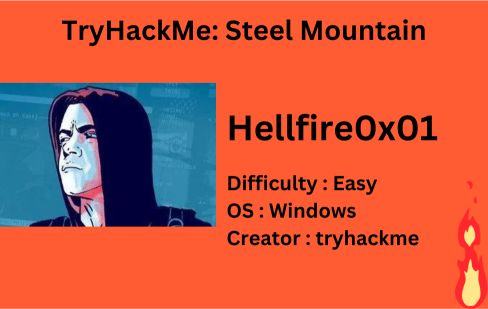 TryHackMe: Steel Mountain
Hellfire0x01
Difficulty : Easy
OS : Windows
Creator : tryhackme